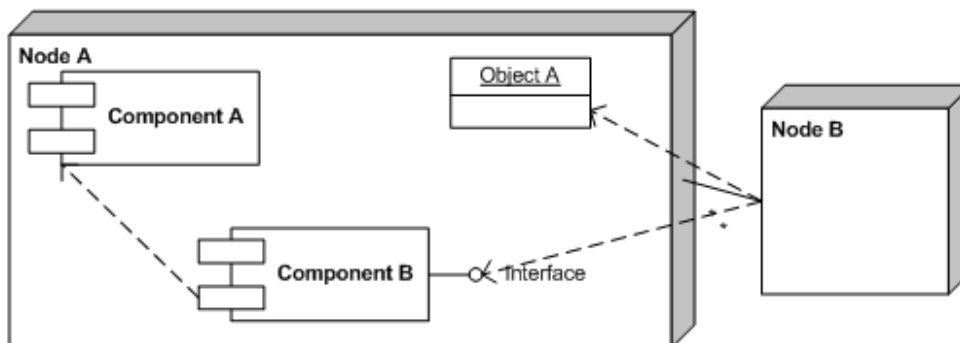 Node A
Object A
Component A
Node B
Component B
Interface
* *